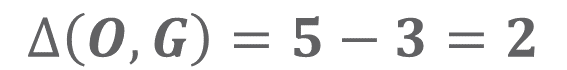 Δ(O, G) = 5 − 3 = 2